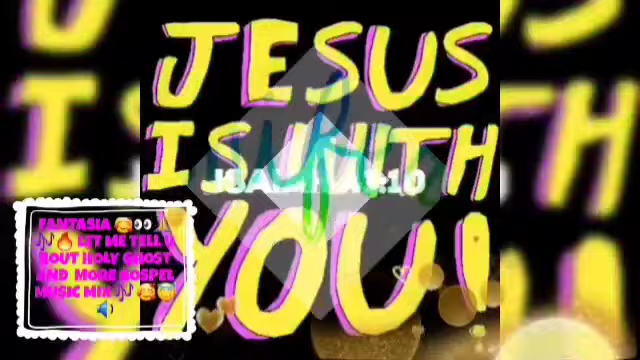 JESUS
IS WITH
YOU!
FANTASIA 🥰👀
🎶🔥 LET ME TELL U
BOUT HOLY GHOST
AND MORE GOSPEL
MUSIC MIX🎶🥰😇
🔊